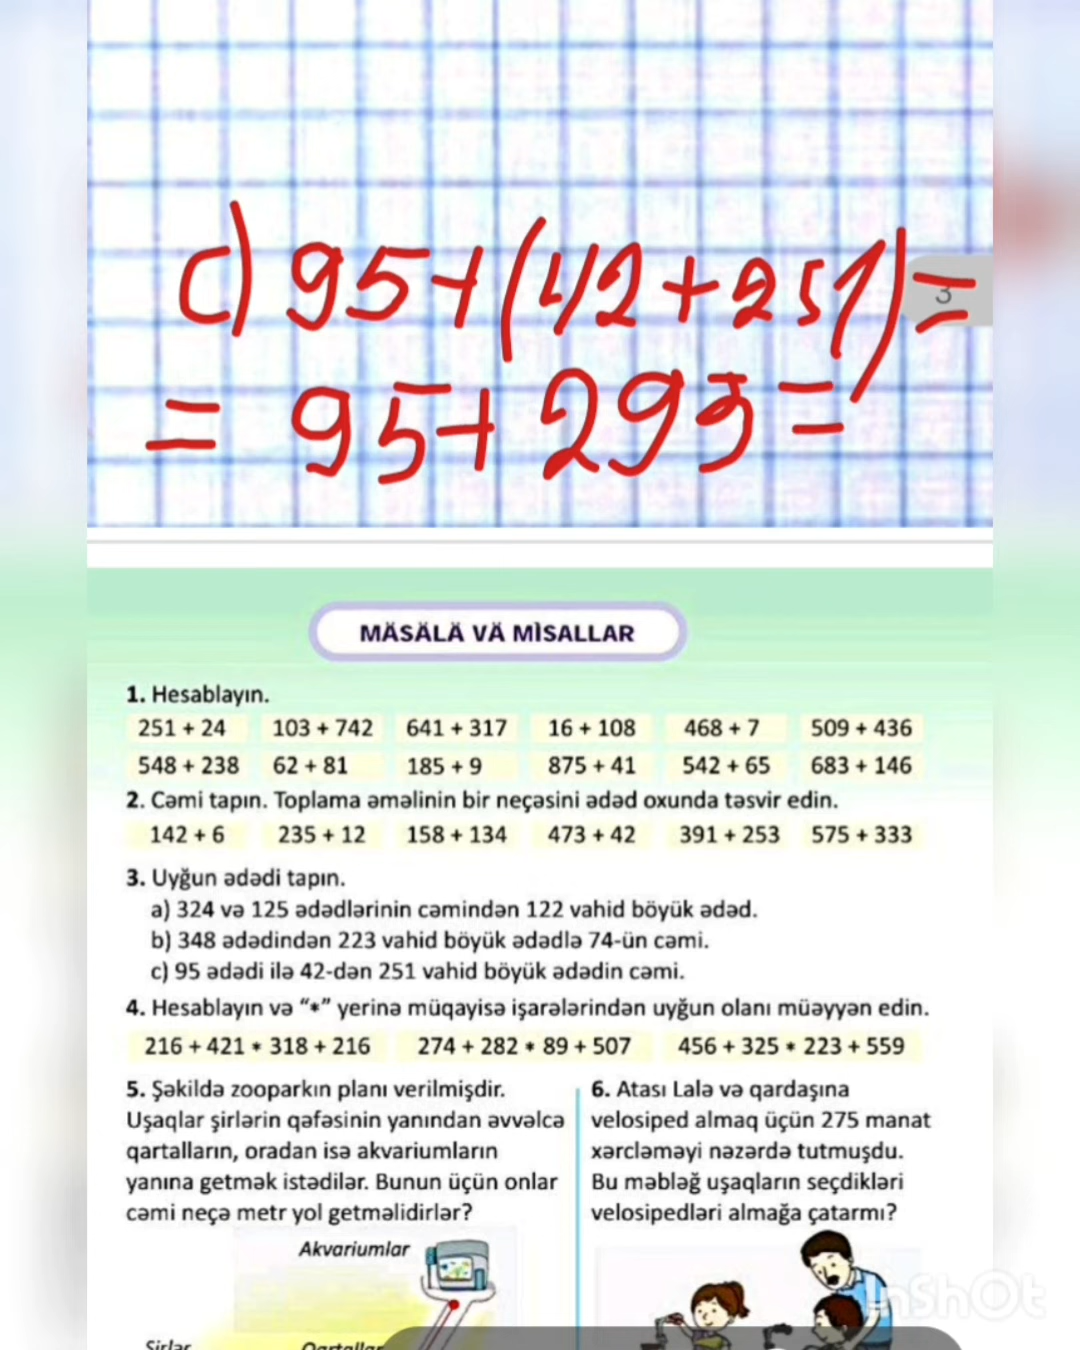 c) 95+(42+251)=
3
= 95+293=
MÄSÄLÄ VÄ MİSALLAR
1. Hesablayın.
251 + 24 103 + 742 641 + 317 16 + 108 468 + 7 509 + 436
548 + 238 62 + 81 185 + 9 875 + 41 542 + 65 683 + 146
2. Cəmi tapın. Toplama əməlinin bir neçəsini ədəd oxunda təsvir edin.
142 + 6 235 + 12 158 + 134 473 + 42 391 + 253 575 + 333
3. Uyğun ədədi tapın.
a) 324 və 125 ədədlərinin cəmindən 122 vahid böyük ədəd.
b) 348 ədədindən 223 vahid böyük ədədlə 74-ün cəmi.
c) 95 ədədi ilə 42-dən 251 vahid böyük ədədin cəmi.
4. Hesablayın və “*” yerinə müqayisə işarələrindən uyğun olanı müəyyən edin.
216 + 421 * 318 + 216 274 + 282 * 89 + 507 456 + 325 * 223 + 559
5. Şəkildə zooparkın planı verilmişdir.
Uşaqlar şirlərin qəfəsinin yanından əvvəlcə
qartalların, oradan isə akvariumların
yanına getmək istədilər. Bunun üçün onlar
cəmi neçə metr yol getməlidirlər?
Akvariumlar
Şirlər
Qartallar
6. Atası Lalə və qardaşına
velosiped almaq üçün 275 manat
xərcləməyi nəzərdə tutmuşdu.
Bu məbləğ uşaqların seçdikləri
velosipedləri almağa çatarmı?
InShOt